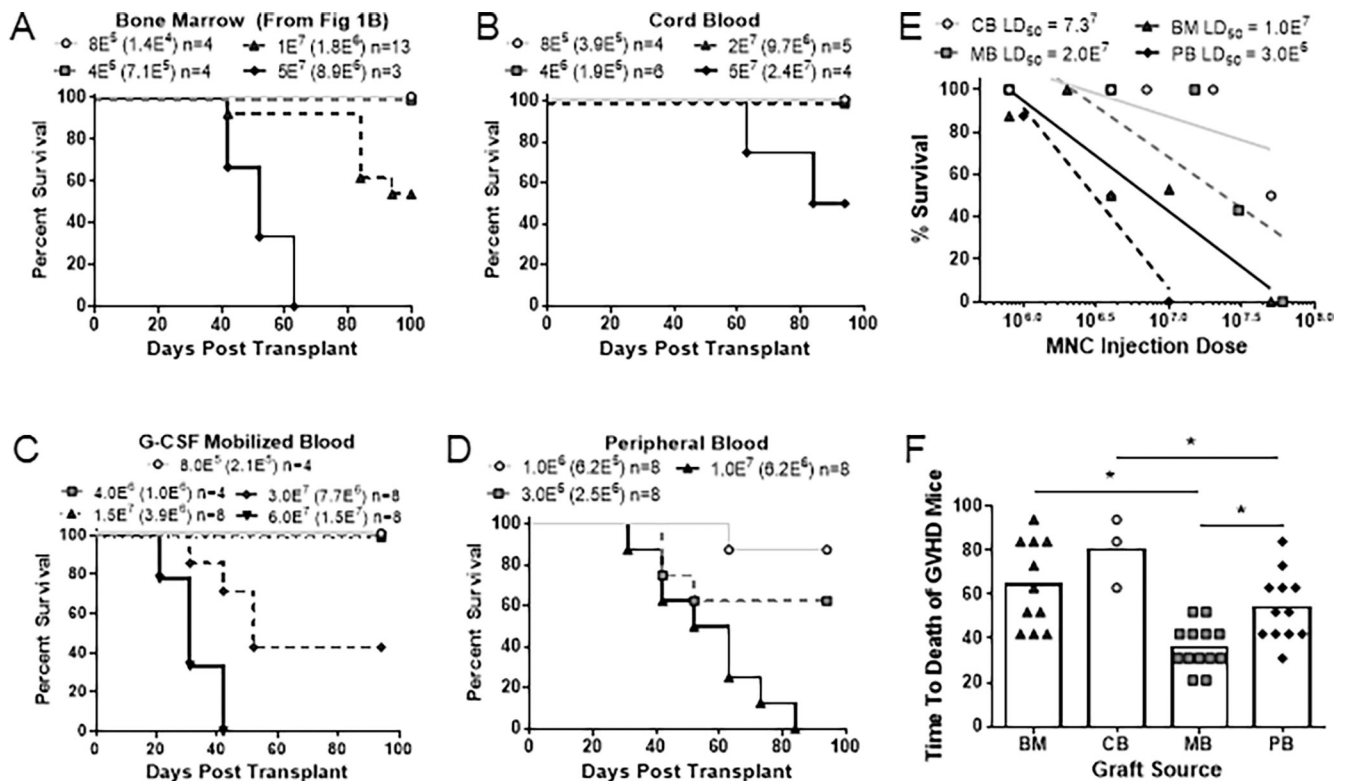 A
Bone Marrow (From Fig 1B)
8E⁵ (1.4E⁴) n=4 1E⁷ (1.8E⁶) n=13
4E⁶ (7.1E⁵) n=4 5E⁷ (8.9E⁶) n=3
Percent Survival
100
80
60
40
20
0
0 20 40 60 80 100
Days Post Transplant
B
Cord Blood
8E⁵ (3.9E⁵) n=4 2E⁷ (9.7E⁶) n=5
4E⁶ (1.9E⁶) n=6 5E⁷ (2.4E⁷) n=4
Percent Survival
100
80
60
40
20
0
0 20 40 60 80 100
Days Post Transplant
E
CB LD₅₀ = 7.3⁷ BM LD₅₀ = 1.0E⁷
MB LD₅₀ = 2.0E⁷ PB LD₅₀ = 3.0E⁶
% Survival
100
80
60
40
20
0
10⁶·⁰ 10⁶·⁵ 10⁷·⁰ 10⁷·⁵ 10⁸·⁰
MNC Injection Dose
C
G-CSF Mobilized Blood
8.0E⁵ (2.1E⁵) n=4
4.0E⁶ (1.0E⁶) n=4 3.0E⁷ (7.7E⁶) n=8
1.5E⁷ (3.9E⁶) n=8 6.0E⁷ (1.5E⁷) n=8
Percent Survival
100
80
60
40
20
0
0 20 40 60 80 100
Days Post Transplant
D
Peripheral Blood
1.0E⁶ (6.2E⁵) n=8 1.0E⁷ (6.2E⁶) n=8
n=8
Percent Survival
100
80
60
40
20
0
0 20 40 60 80 100
Days Post Transplant
F
* * *
Time To Death of GVHD Mice
100
80
60
40
20
0
BM CB MB PB
Graft Source